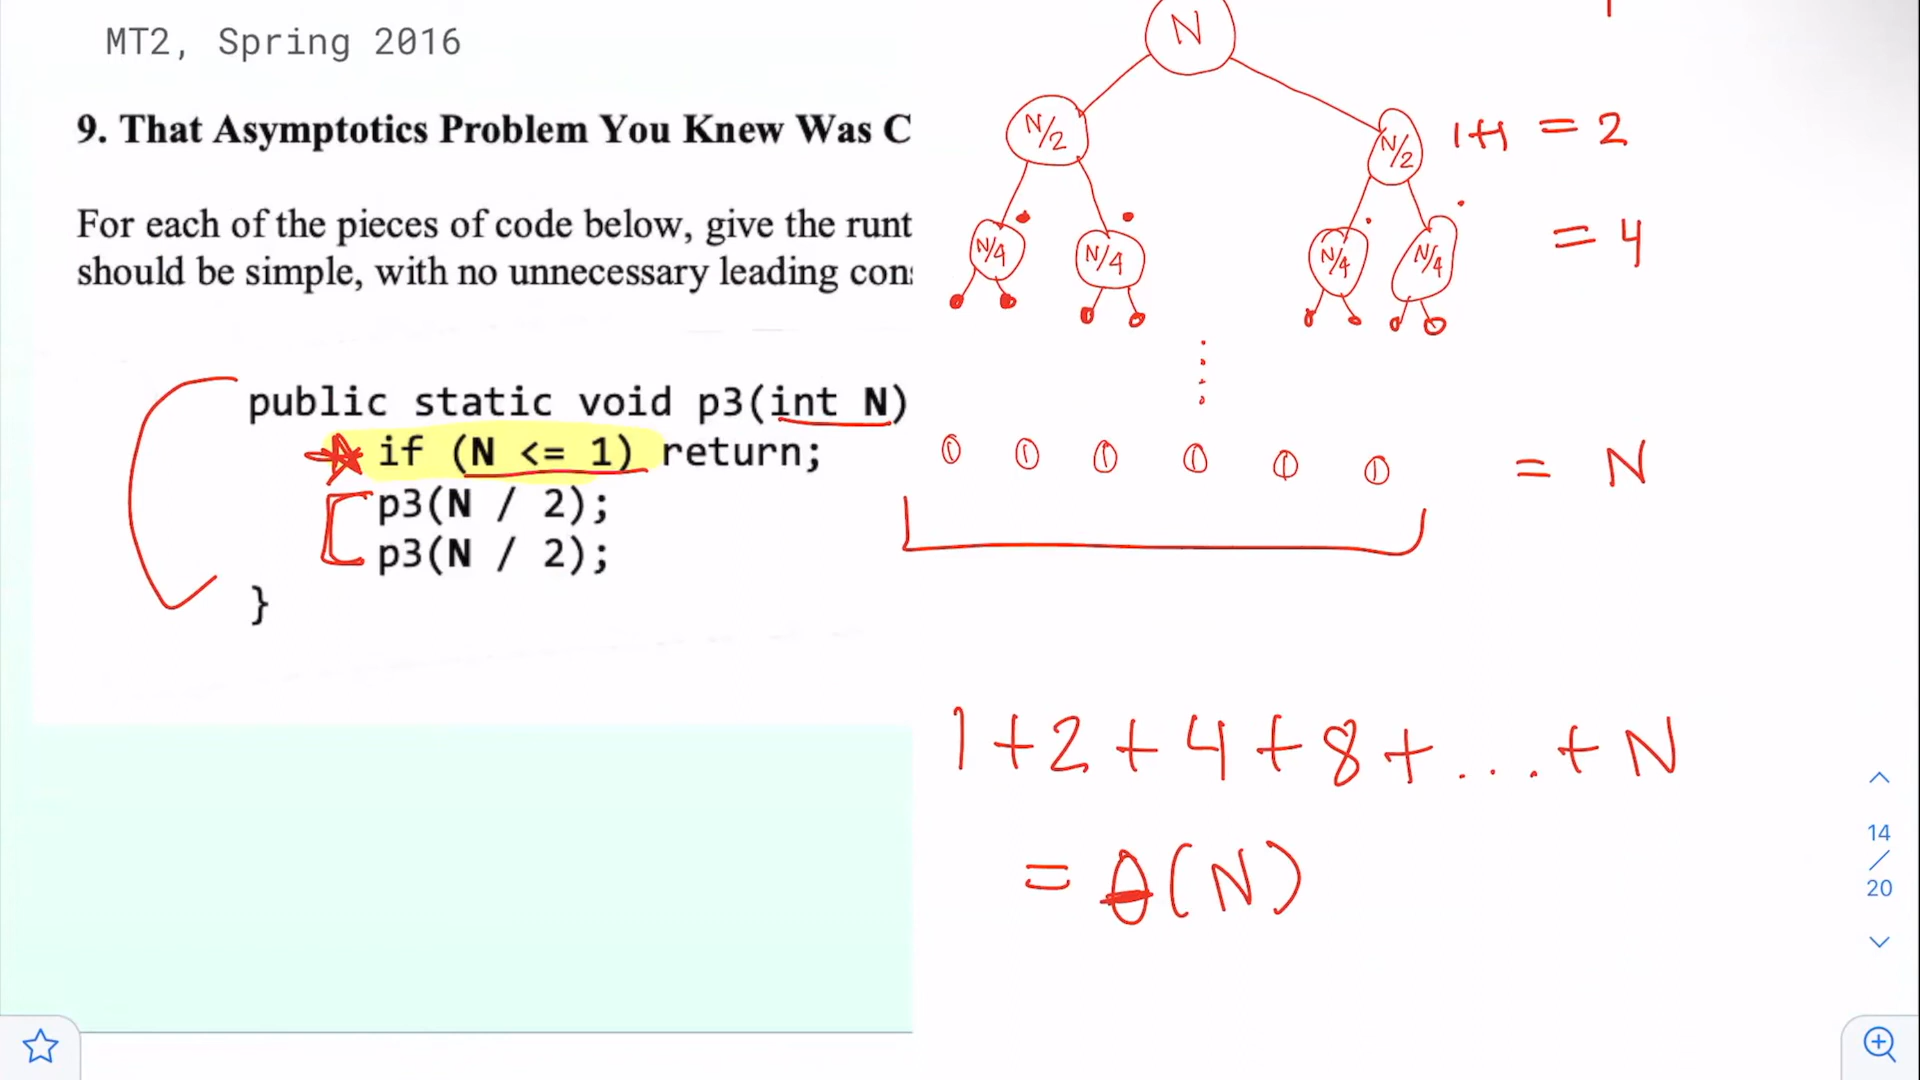 MT2, Spring 2016
9. That Asymptotics Problem You Knew Was C
For each of the pieces of code below, give the runt
should be simple, with no unnecessary leading con
public static void p3(int N)
if (N <= 1) return;
p3(N / 2);
p3(N / 2);
}
N
N/2 N/2 1+1 = 2
N/4 N/4 N/4 N/4 = 4
1 1 1 1 1 1 = N
1+2+4+8+...+N
= θ(N)
14
/
20